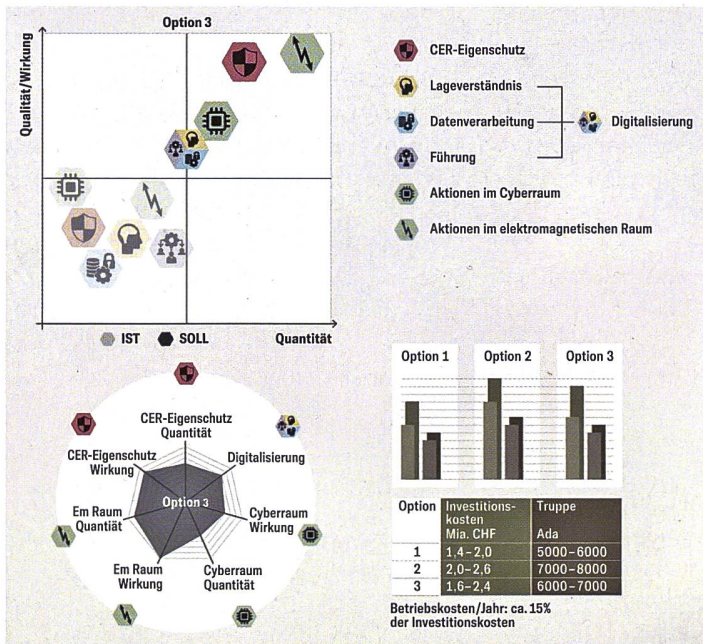 Option 3
Qualität/Wirkung
IST
SOLL
Quantität
CER-Eigenschutz
Lageverständnis
Datenverarbeitung
Digitalisierung
Führung
Aktionen im Cyberraum
Aktionen im elektromagnetischen Raum
CER-Eigenschutz
Quantität
CER-Eigenschutz
Wirkung
Digitalisierung
Option 3
Em Raum
Quantiät
Cyberraum
Wirkung
Em Raum
Wirkung
Cyberraum
Quantität
Option 1
Option 2
Option 3
Option Investitions- Truppe
kosten
Mia. CHF Ada
1 1,4–2,0 5000–6000
2 2,0–2,6 7000–8000
3 1,6–2,4 6000–7000
Betriebskosten/Jahr: ca. 15%
der Investitionskosten